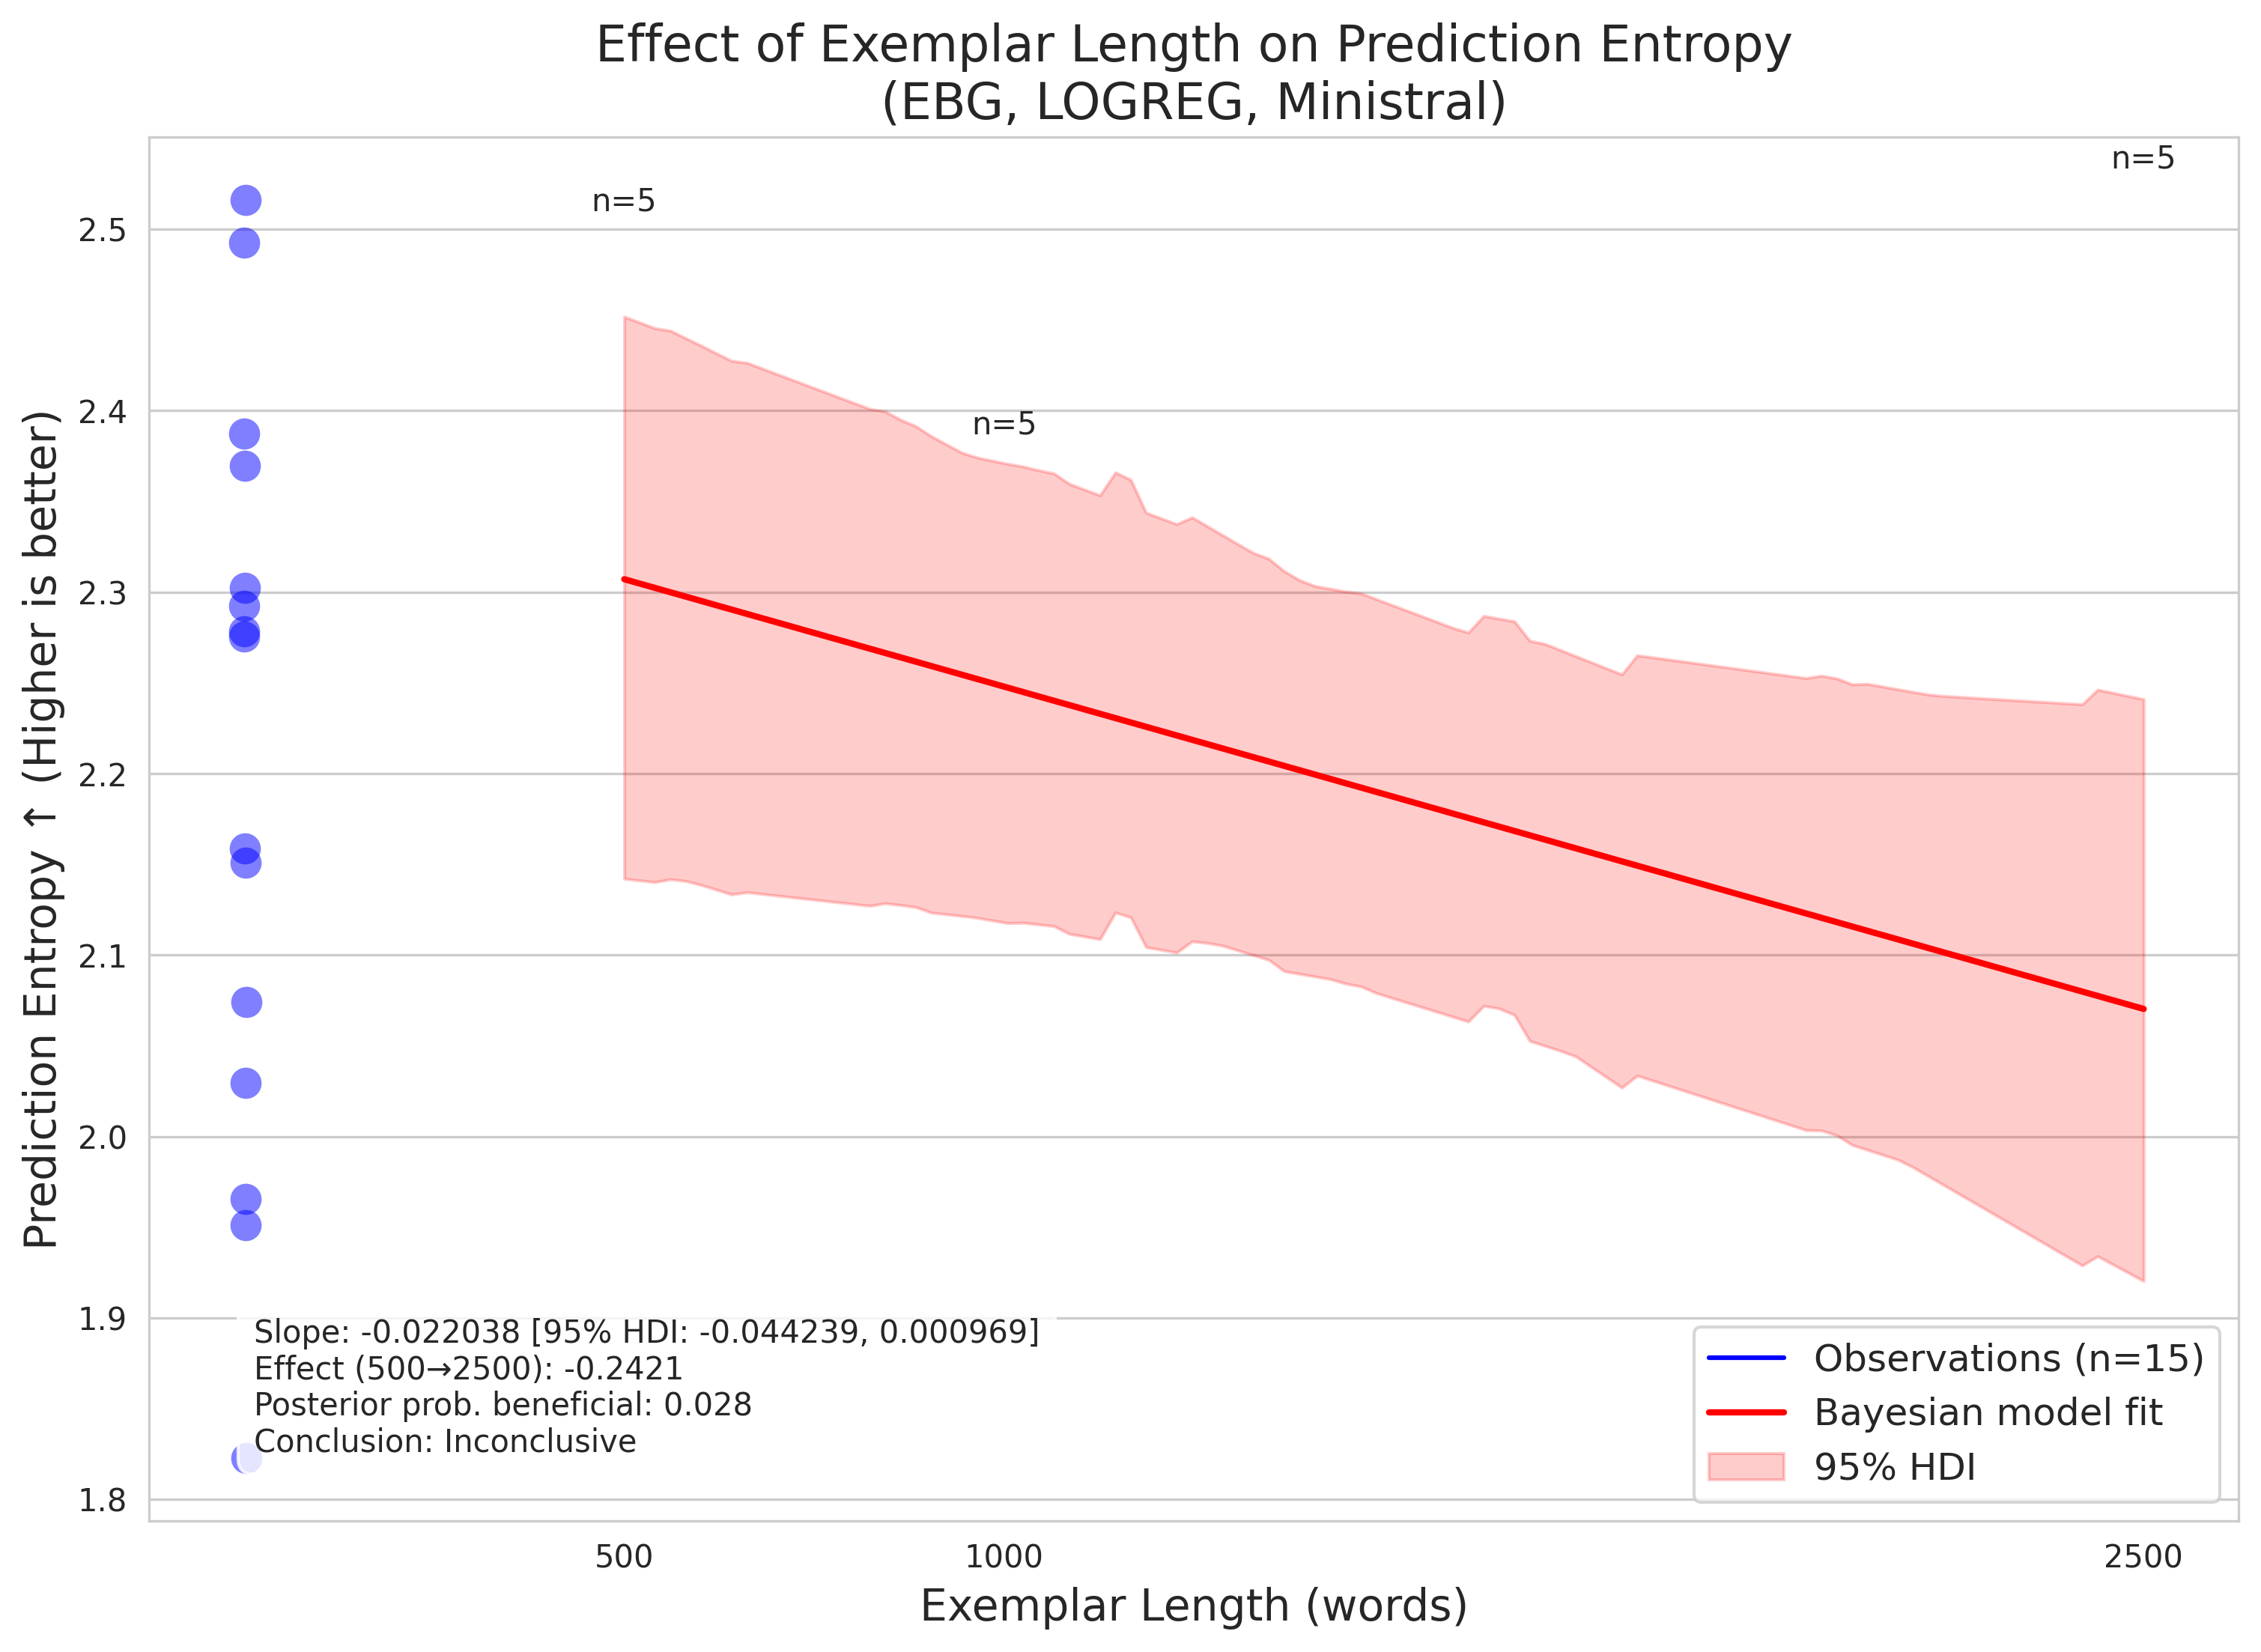 Effect of Exemplar Length on Prediction Entropy
(EBG, LOGREG, Ministral)
Prediction Entropy ↑ (Higher is better)
2.5
2.4
2.3
2.2
2.1
2.0
1.9
1.8
n=5
n=5
n=5
Slope: -0.022038 [95% HDI: -0.044239, 0.000969]
Effect (500→2500): -0.2421
Posterior prob. beneficial: 0.028
Conclusion: Inconclusive
Observations (n=15)
Bayesian model fit
95% HDI
500
1000
2500
Exemplar Length (words)